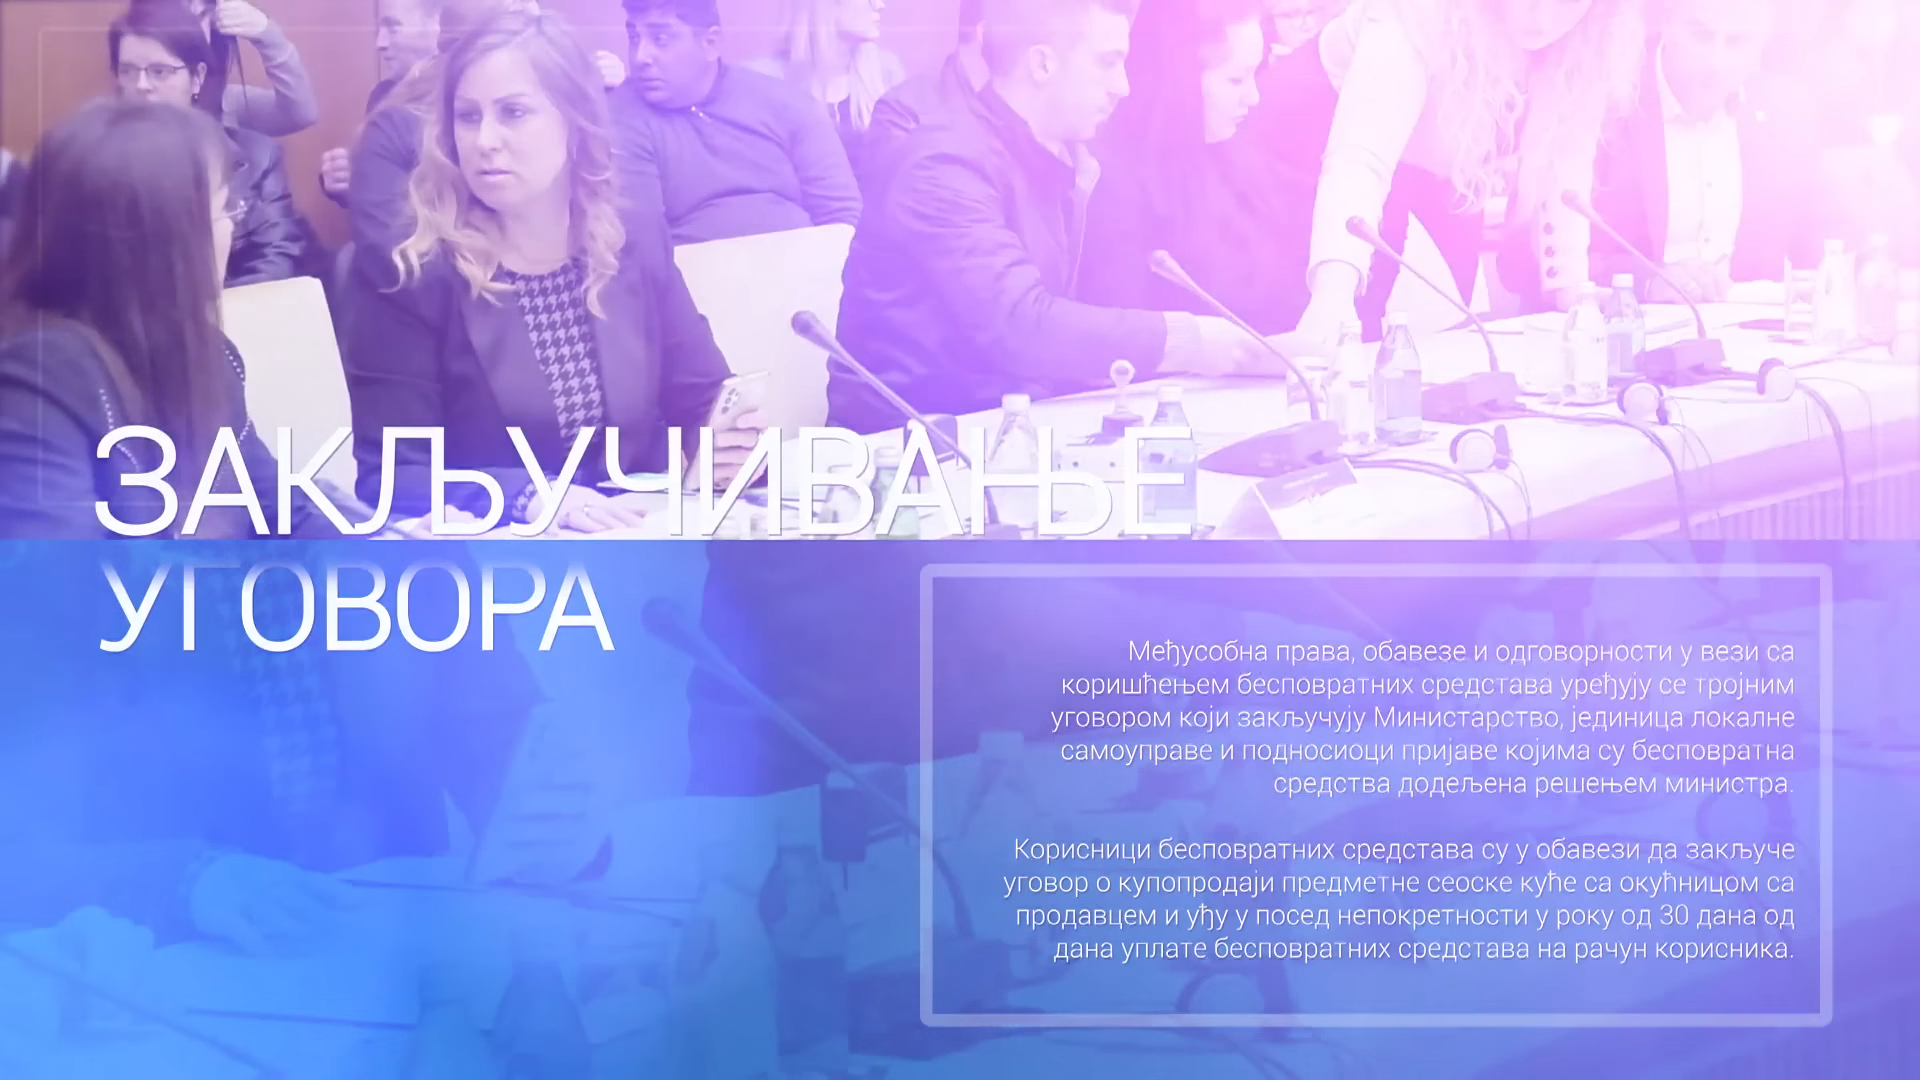 ЗАКЉУЧИВАЊЕ
УГОВОРА
Међусобна права, обавезе и одговорности у вези са
коришћењем бесповратних средстава уређују се тројним
уговором који закључују Министарство, јединица локалне
самоуправе и подносиоци пријаве којима су бесповратна
средства додељена решењем министра.
Корисници бесповратних средстава су у обавези да закључе
уговор о купопродаји предметне сеоске куће са окућницом са
продавцем и уђу у посед непокретности у року од 30 дана од
дана уплате бесповратних средстава на рачун корисника.